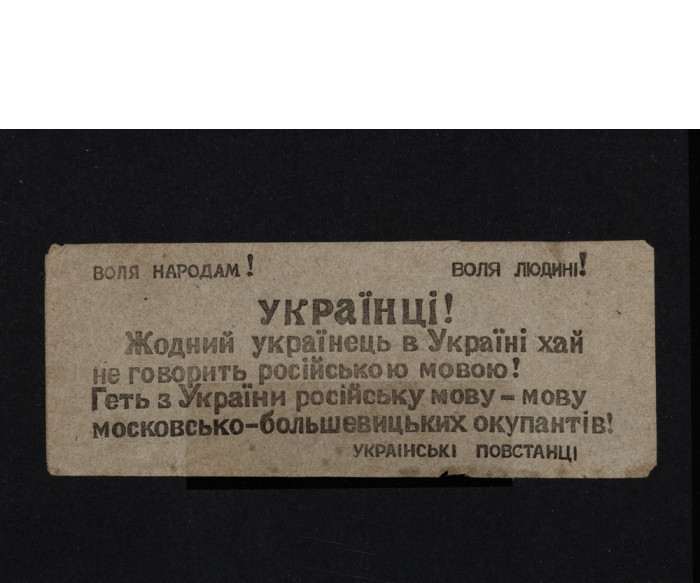 ВОЛЯ НАРОДАМ! ВОЛЯ ЛЮДИНІ!
УКРАЇНЦІ!
Жодний українець в Україні хай
не говорить російською мовою!
Геть з України російську мову – мову
московсько-большевицьких окупантів!
УКРАІНСЬКІ ПОВСТАНЦІ